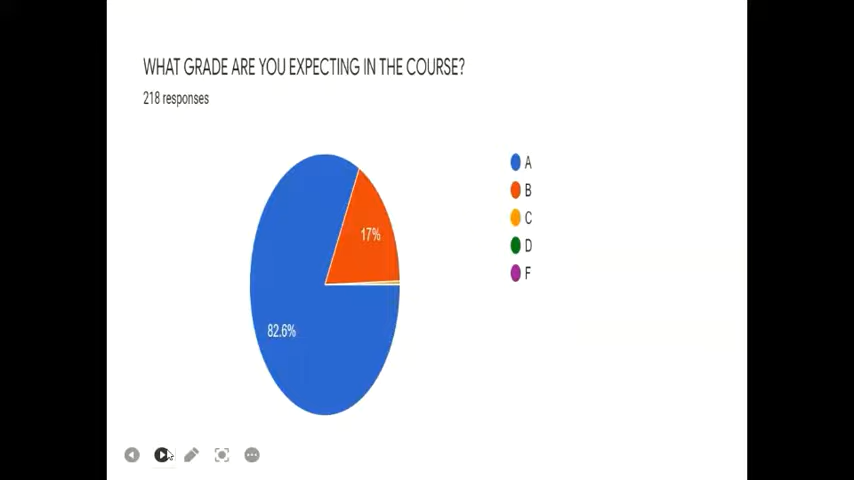 WHAT GRADE ARE YOU EXPECTING IN THE COURSE?
218 responses
A
B
C
D
F
17%
82.6%